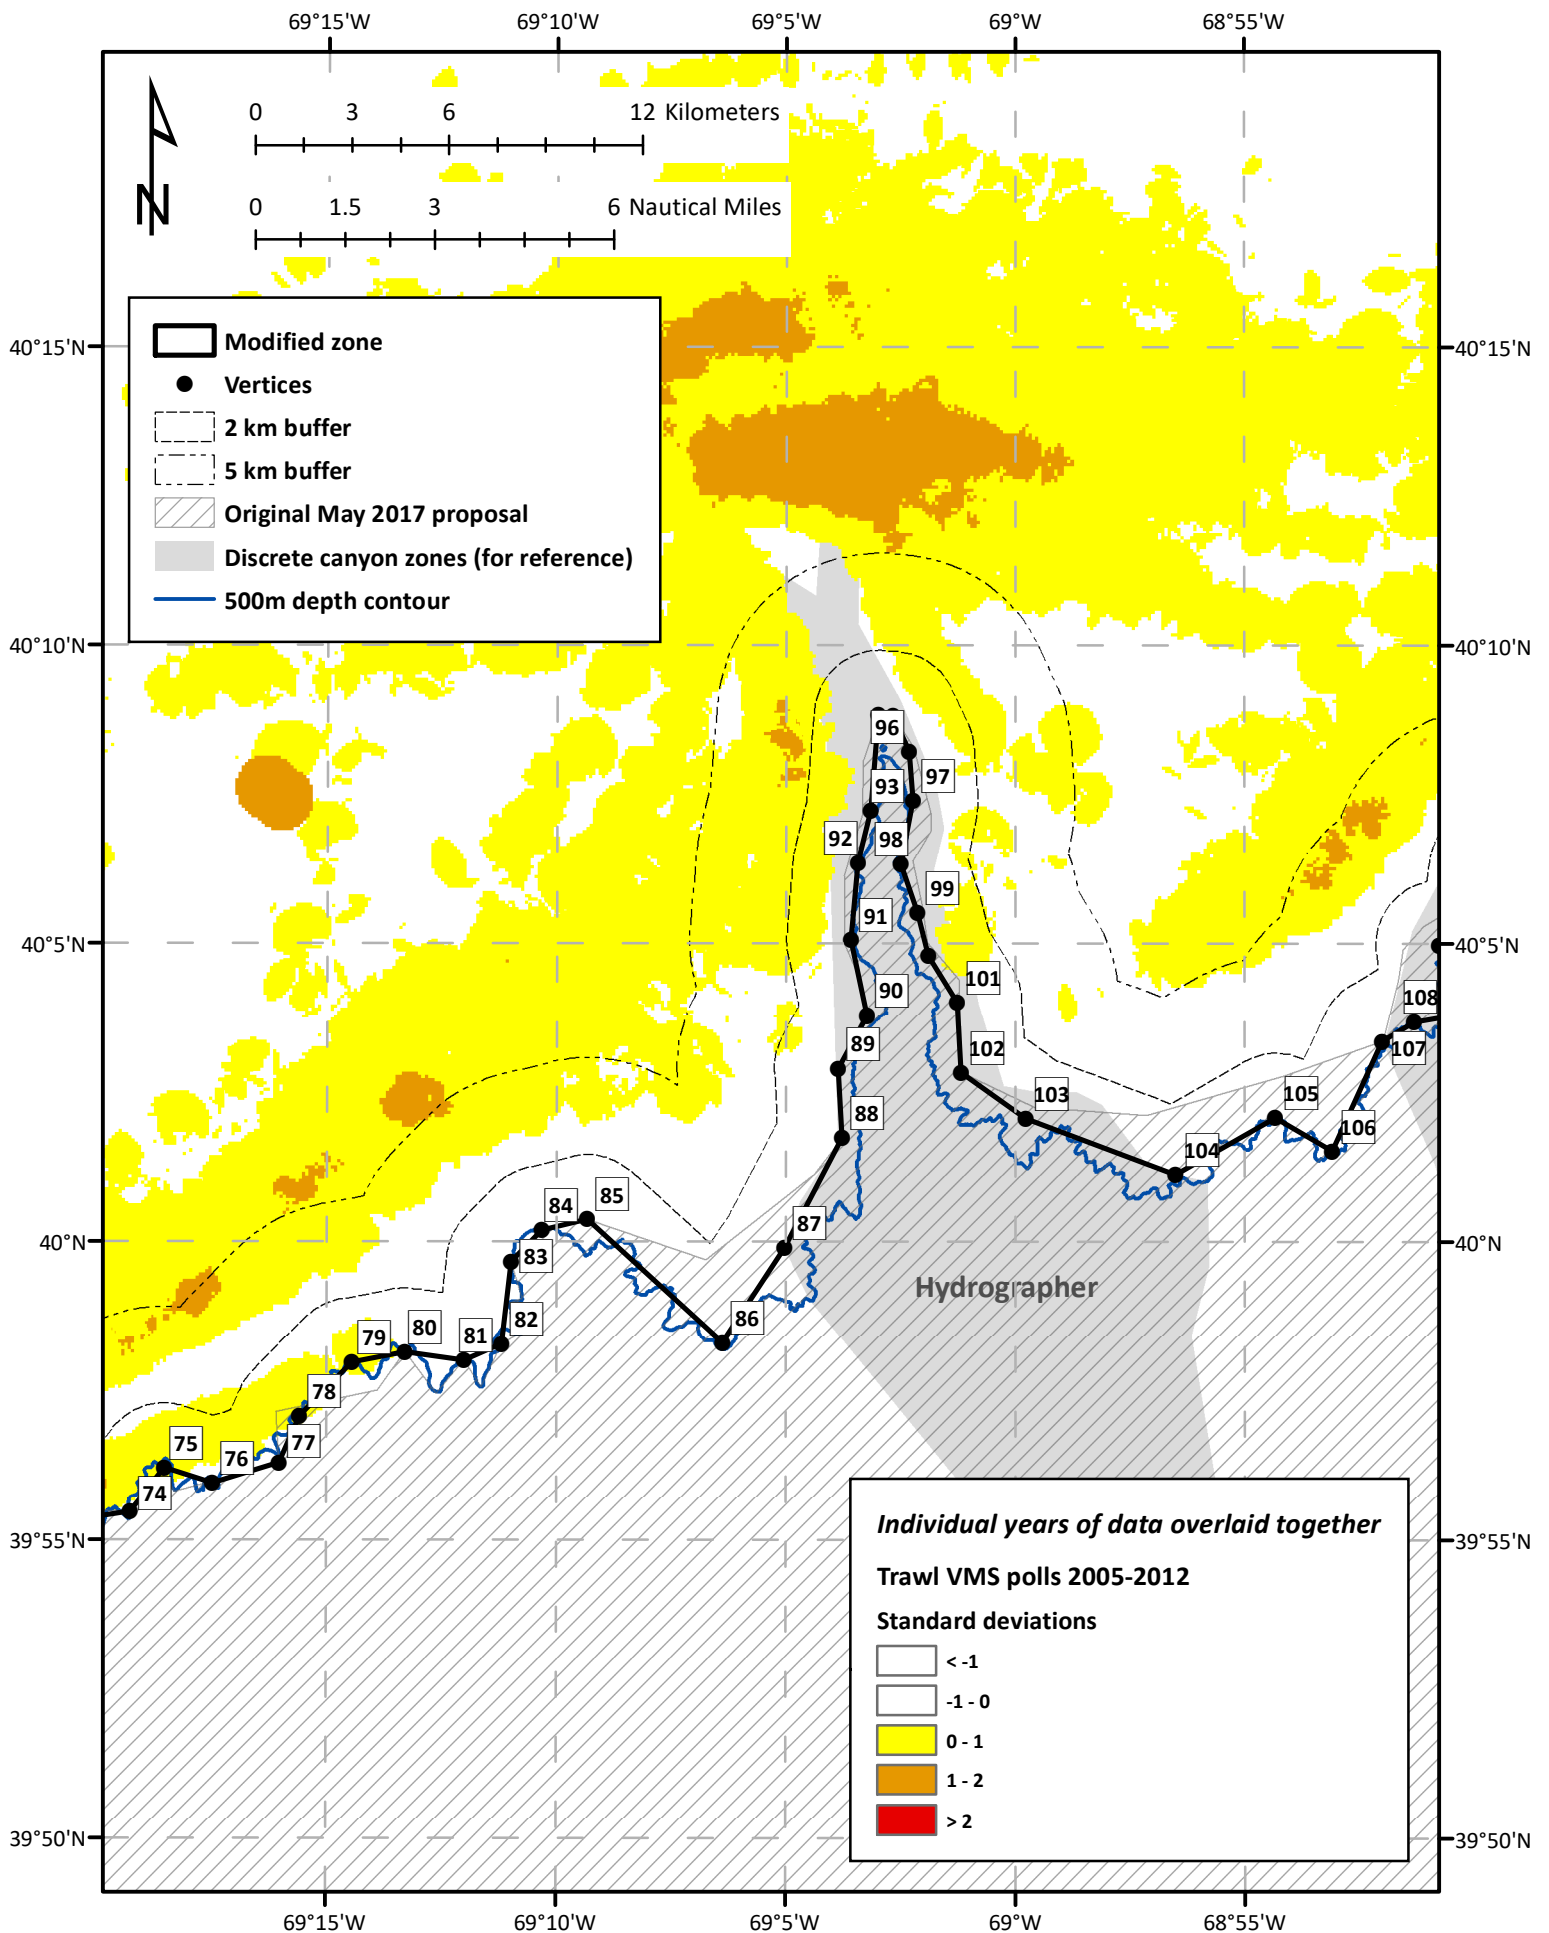 69°15'W 69°10'W 69°5'W 69°W 68°55'W
0 3 6 12 Kilometers
N
0 1.5 3 6 Nautical Miles
Modified zone
Vertices
2 km buffer
5 km buffer
Original May 2017 proposal
Discrete canyon zones (for reference)
500m depth contour
40°15'N 40°15'N
40°10'N 40°10'N
96
97
93
92 98
99
91
40°5'N 40°5'N
101
90
108
89
102
107
103
105
88
106
104
85
84
87
40°N 40°N
83
Hydrographer
86
82
80
81
79
78
77
75
76
74
39°55'N 39°55'N
Individual years of data overlaid together
Trawl VMS polls 2005-2012
Standard deviations
< -1
-1 - 0
0 - 1
1 - 2
> 2
39°50'N 39°50'N
69°15'W 69°10'W 69°5'W 69°W 68°55'W